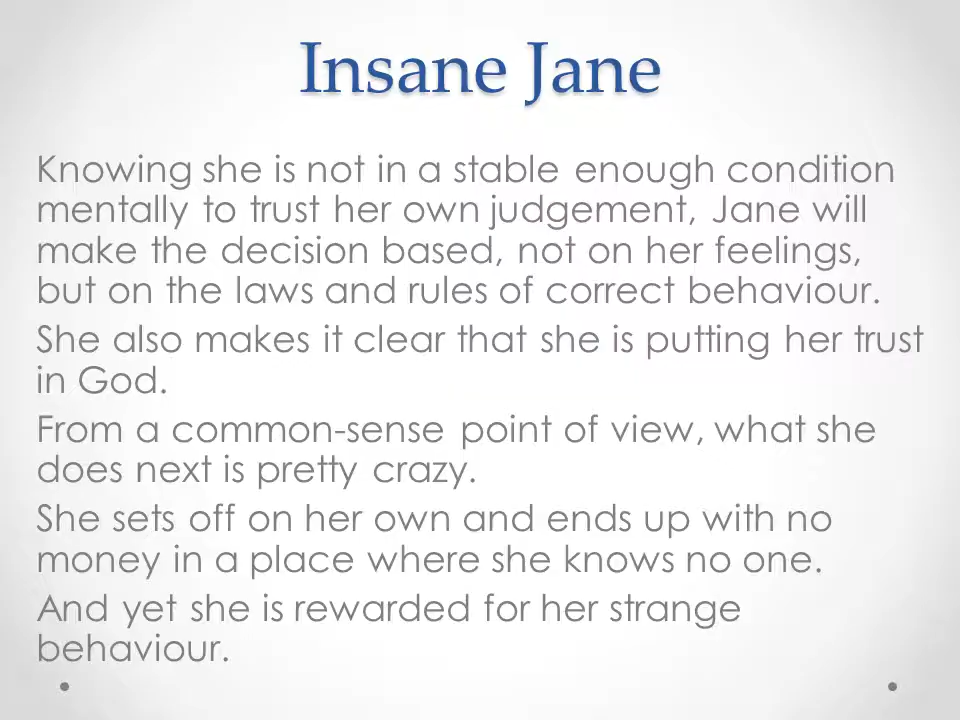 Insane Jane
Knowing she is not in a stable enough condition
mentally to trust her own judgement, Jane will
make the decision based, not on her feelings,
but on the laws and rules of correct behaviour.
She also makes it clear that she is putting her trust
in God.
From a common-sense point of view, what she
does next is pretty crazy.
She sets off on her own and ends up with no
money in a place where she knows no one.
And yet she is rewarded for her strange
behaviour.